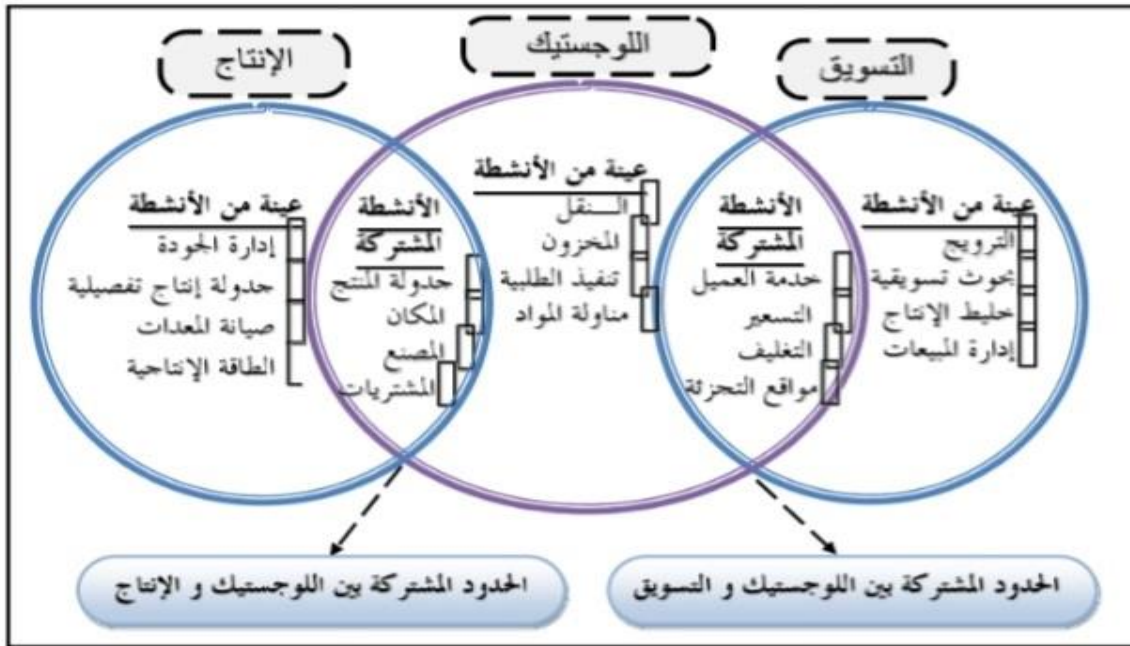 التسويق
اللوجستيك
الإنتاج
عينة من الأنشطة
الترويج
بحوث تسويقية
خليط الإنتاج
إدارة المبيعات
الأنشطة
المشتركة
خدمة العميل
التسعير
التغليف
مواقع التجزئة
عينة من الأنشطة
الـــنقل
المخزون
تنفيذ الطلبية
مناولة المواد
الأنشطة
المشتركة
جدولة المنتج
المكان
المصنع
المشتريات
عينة من الأنشطة
إدارة الجودة
جدولة إنتاج تفصيلية
صيانة المعدات
الطاقة الإنتاجية
الحدود المشتركة بين اللوجستيك و التسويق
الحدود المشتركة بين اللوجستيك و الإنتاج